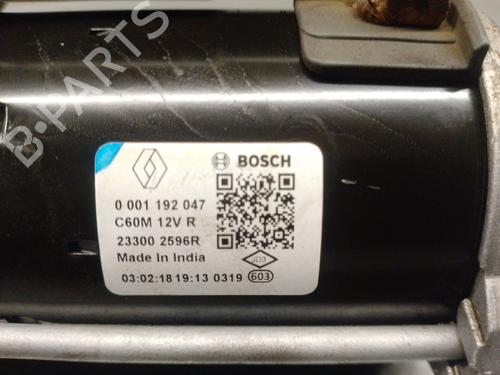 B-PARTS
BOSCH
0 001 192 047
C60M 12V R
23300 2596R
Made In India
JD3
03:02:18 19:13 0319 603